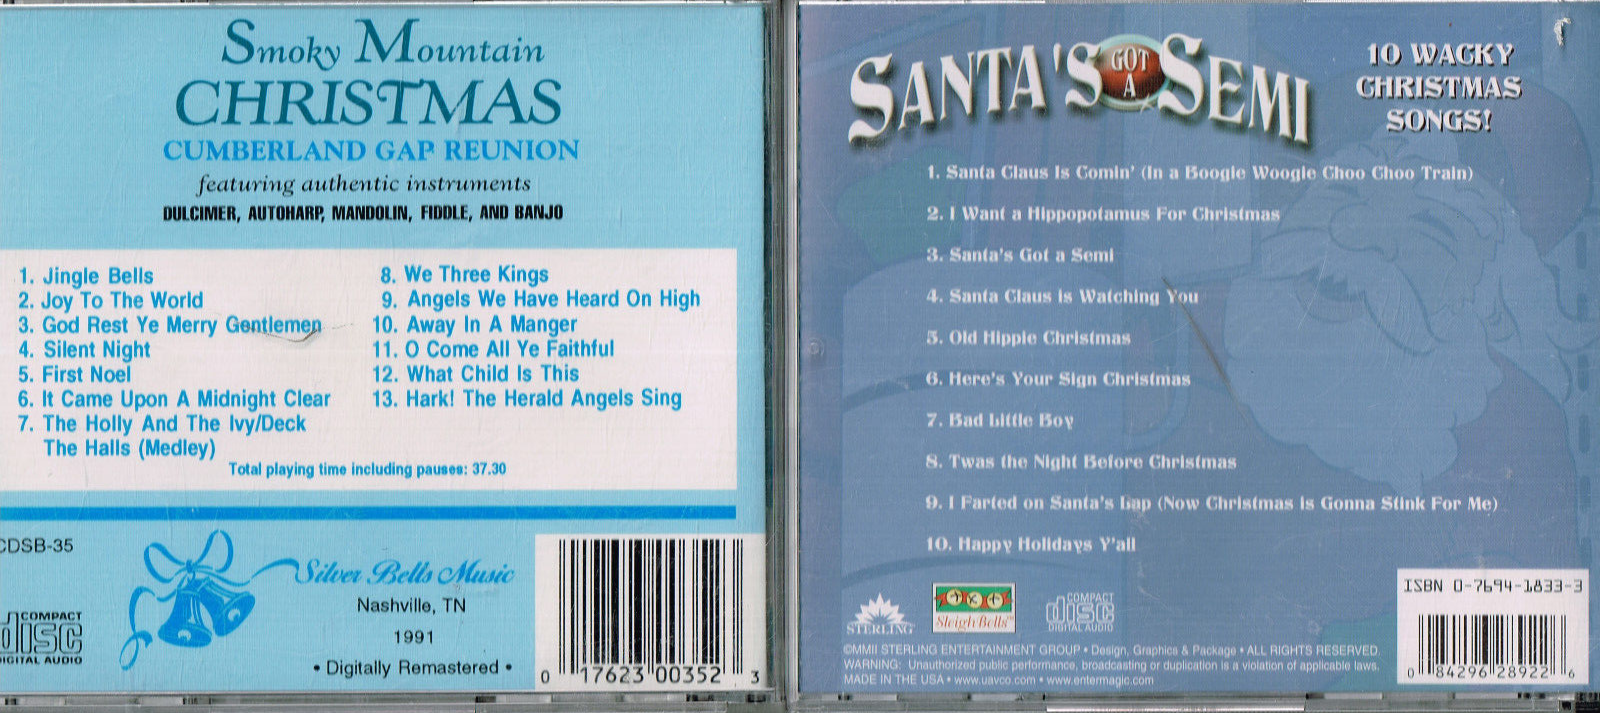 Smoky Mountain
CHRISTMAS
CUMBERLAND GAP REUNION
featuring authentic instruments
DULCIMER, AUTOHARP, MANDOLIN, FIDDLE, AND BANJO
1. Jingle Bells
2. Joy To The World
3. God Rest Ye Merry Gentlemen
4. Silent Night
5. First Noel
6. It Came Upon A Midnight Clear
7. The Holly And The Ivy/Deck
The Halls (Medley)
8. We Three Kings
9. Angels We Have Heard On High
10. Away In A Manger
11. O Come All Ye Faithful
12. What Child Is This
13. Hark! The Herald Angels Sing
Total playing time including pauses: 37.30
CDSB-35
COMPACT
disc
DIGITAL AUDIO
Silver Bells Music
Nashville, TN
1991
• Digitally Remastered •
0 17623 00352 3
SANTA'S GOT A SEMI
10 WACKY
CHRISTMAS
SONGS!
1. Santa Claus Is Comin' (In a Boogie Woogie Choo Choo Train)
2. I Want a Hippopotamus For Christmas
3. Santa's Got a Semi
4. Santa Claus is Watching You
5. Old Hippie Christmas
6. Here's Your Sign Christmas
7. Bad Little Boy
8. Twas the Night Before Christmas
9. I Farted on Santa's Lap (Now Christmas is Gonna Stink For Me)
10. Happy Holidays Y'all
STERLING
Sleigh Bells™
COMPACT
disc
DIGITAL AUDIO
©MMII STERLING ENTERTAINMENT GROUP • Design, Graphics & Package • ALL RIGHTS RESERVED.
WARNING: Unauthorized public performance, broadcasting or duplication is a violation of applicable laws.
MADE IN THE USA • www.uavco.com • www.entermagic.com
ISBN 0-7694-1833-3
0 84296 28922 6